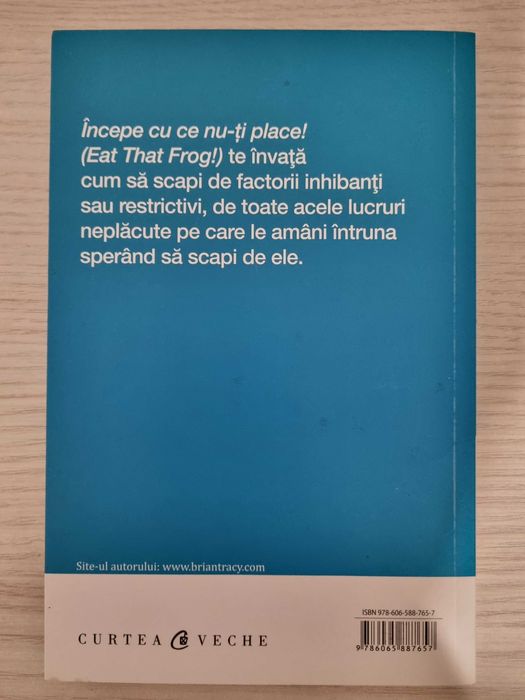 Începe cu ce nu-ți place!
(Eat That Frog!) te învață
cum să scapi de factorii inhibanți
sau restrictivi, de toate acele lucruri
neplăcute pe care le amâni întruna
sperând să scapi de ele.
Site-ul autorului: www.briantracy.com
ISBN 978-606-588-765-7
CURTEA VECHE
9 786065 887657